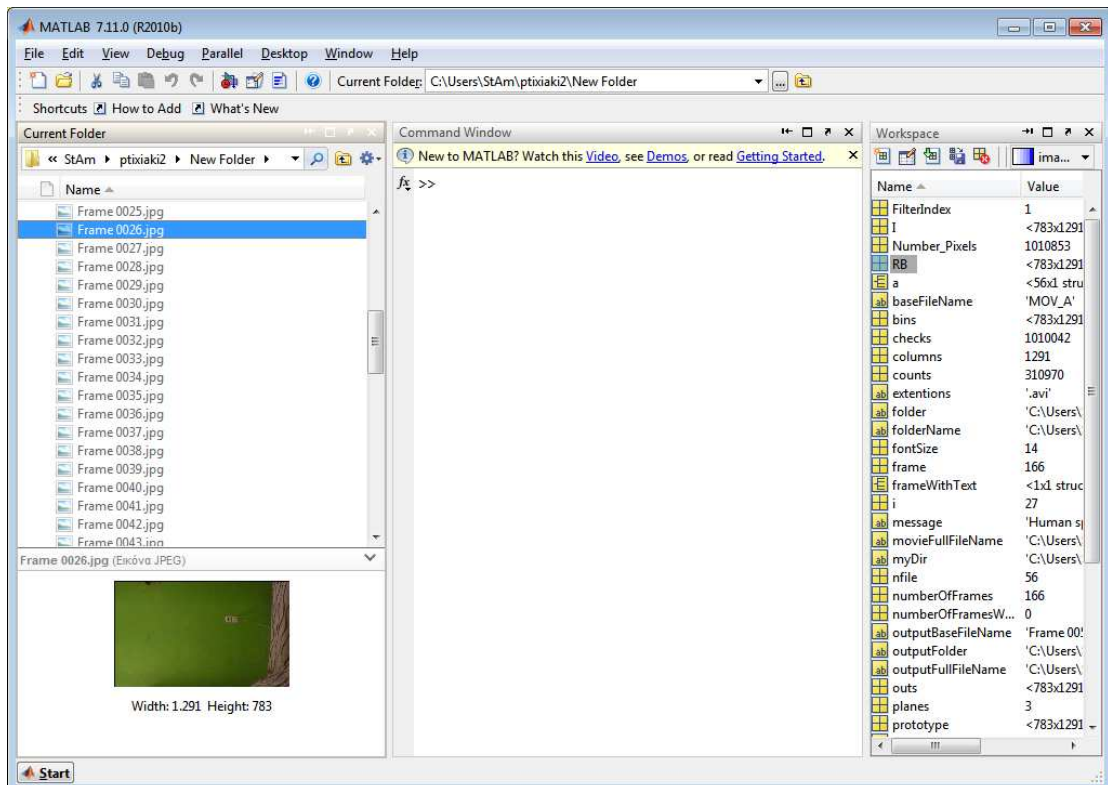 MATLAB 7.11.0 (R2010b)
File Edit View Debug Parallel Desktop Window Help
Current Folder: C:\Users\StAm\ptixiaki2\New Folder
Shortcuts How to Add What's New
Current Folder
« StAm ▸ ptixiaki2 ▸ New Folder ▸
Name
Frame 0025.jpg
Frame 0026.jpg
Frame 0027.jpg
Frame 0028.jpg
Frame 0029.jpg
Frame 0030.jpg
Frame 0031.jpg
Frame 0032.jpg
Frame 0033.jpg
Frame 0034.jpg
Frame 0035.jpg
Frame 0036.jpg
Frame 0037.jpg
Frame 0038.jpg
Frame 0039.jpg
Frame 0040.jpg
Frame 0041.jpg
Frame 0042.jpg
Frame 0043.jpg
Frame 0026.jpg (Εικόνα JPEG)
Width: 1.291 Height: 783
Command Window
New to MATLAB? Watch this Video, see Demos, or read Getting Started.
fx >>
Workspace
ima...
Name Value
FilterIndex 1
I <783x1291
Number_Pixels 1010853
RB <783x1291
a <56x1 stru
baseFileName 'MOV_A'
bins <783x1291
checks 1010042
columns 1291
counts 310970
extentions '.avi'
folder 'C:\Users\
folderName 'C:\Users\
fontSize 14
frame 166
frameWithText <1x1 struc
i 27
message 'Human sp
movieFullFileName 'C:\Users\
myDir 'C:\Users\
nfile 56
numberOfFrames 166
numberOfFramesW... 0
outputBaseFileName 'Frame 005
outputFolder 'C:\Users\
outputFullFileName 'C:\Users\
outs <783x1291
planes 3
prototype <783x1291
Start